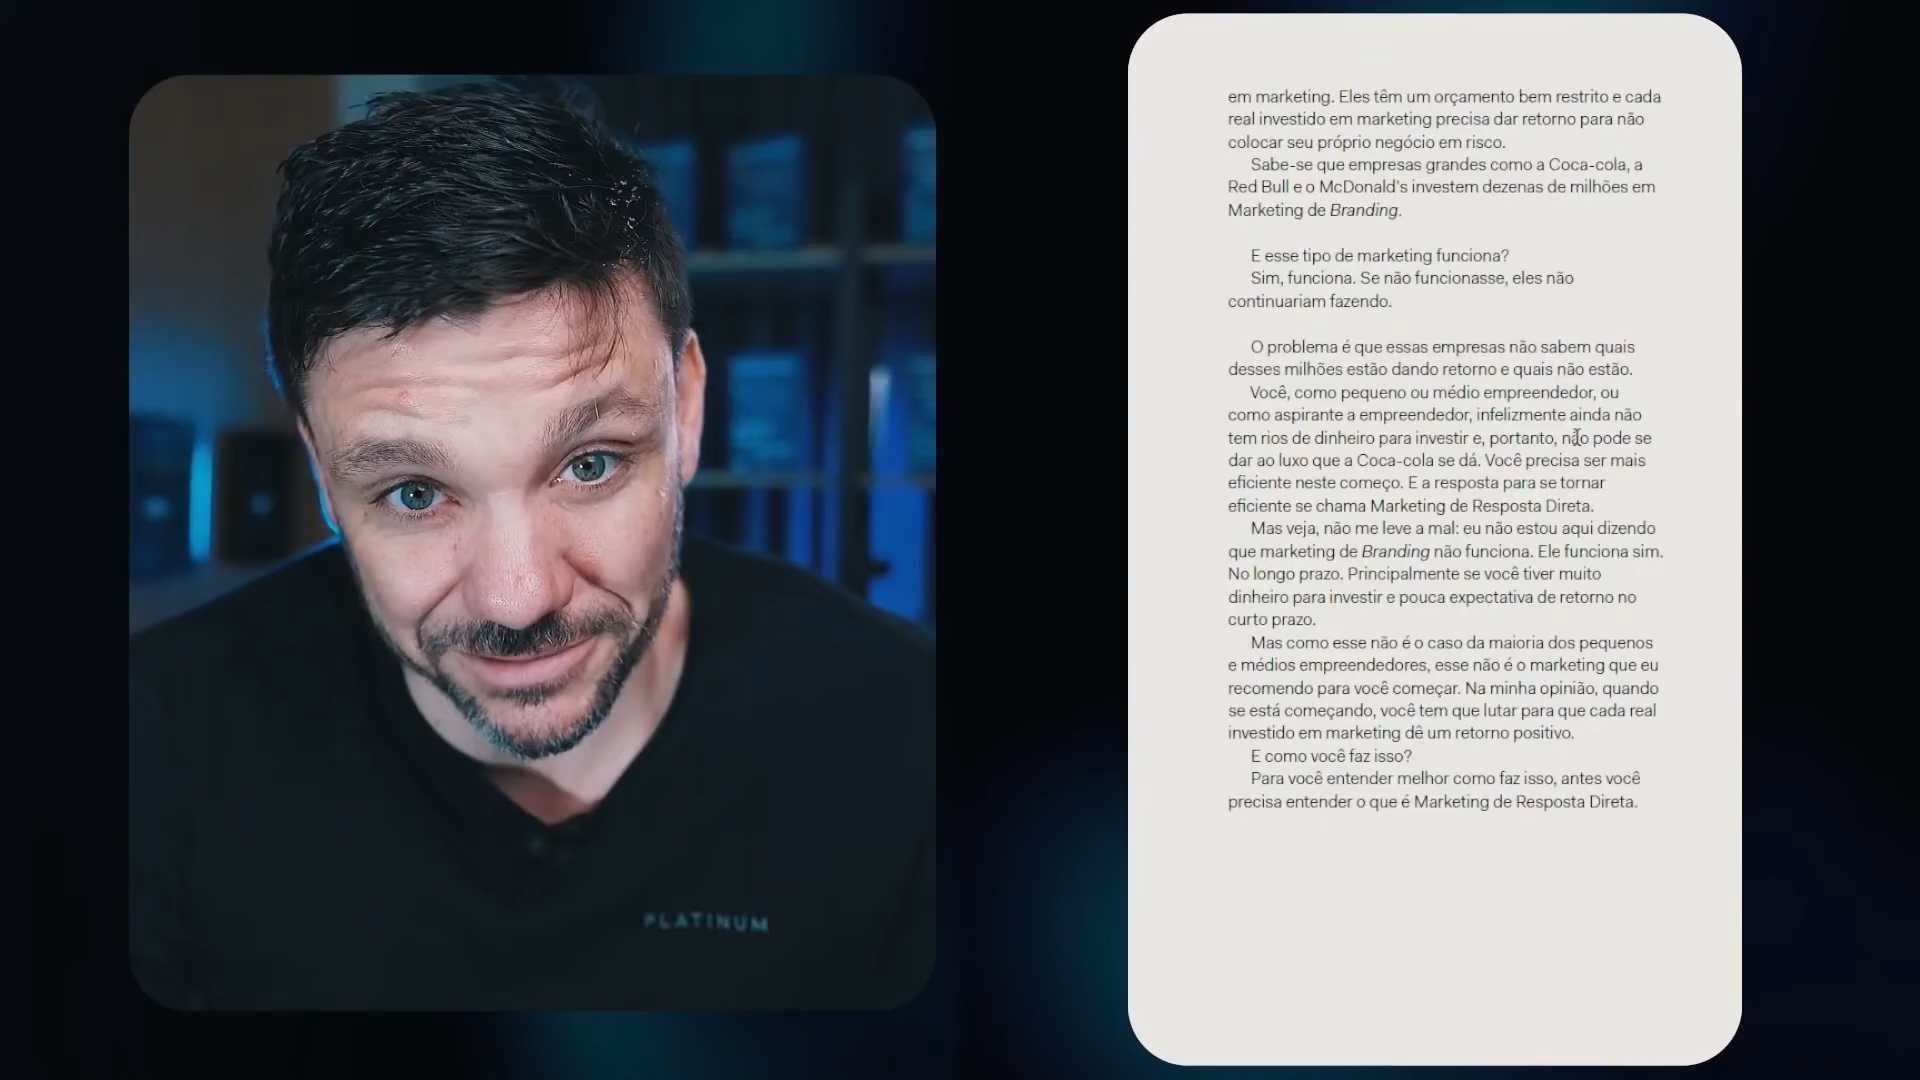 em marketing. Eles têm um orçamento bem restrito e cada
real investido em marketing precisa dar retorno para não
colocar seu próprio negócio em risco.
Sabe-se que empresas grandes como a Coca-cola, a
Red Bull e o McDonald's investem dezenas de milhões em
Marketing de Branding.
E esse tipo de marketing funciona?
Sim, funciona. Se não funcionasse, eles não
continuariam fazendo.
O problema é que essas empresas não sabem quais
desses milhões estão dando retorno e quais não estão.
Você, como pequeno ou médio empreendedor, ou
como aspirante a empreendedor, infelizmente ainda não
tem rios de dinheiro para investir e, portanto, não pode se
dar ao luxo que a Coca-cola se dá. Você precisa ser mais
eficiente neste começo. E a resposta para se tornar
eficiente se chama Marketing de Resposta Direta.
Mas veja, não me leve a mal: eu não estou aqui dizendo
que marketing de Branding não funciona. Ele funciona sim.
No longo prazo. Principalmente se você tiver muito
dinheiro para investir e pouca expectativa de retorno no
curto prazo.
Mas como esse não é o caso da maioria dos pequenos
e médios empreendedores, esse não é o marketing que eu
recomendo para você começar. Na minha opinião, quando
se está começando, você tem que lutar para que cada real
investido em marketing dê um retorno positivo.
E como você faz isso?
Para você entender melhor como faz isso, antes você
precisa entender o que é Marketing de Resposta Direta.
PLATINUM